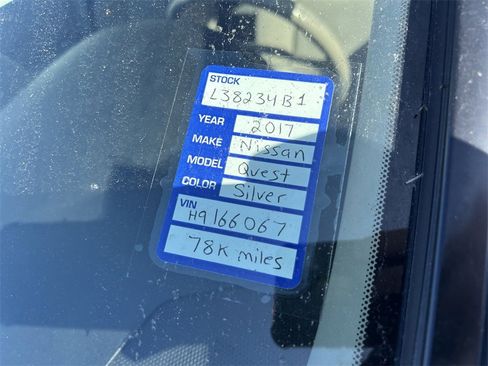 STOCK
L38234B1
YEAR 2017
MAKE Nissan
MODEL Quest
COLOR Silver
VIN
H9166067
78K miles